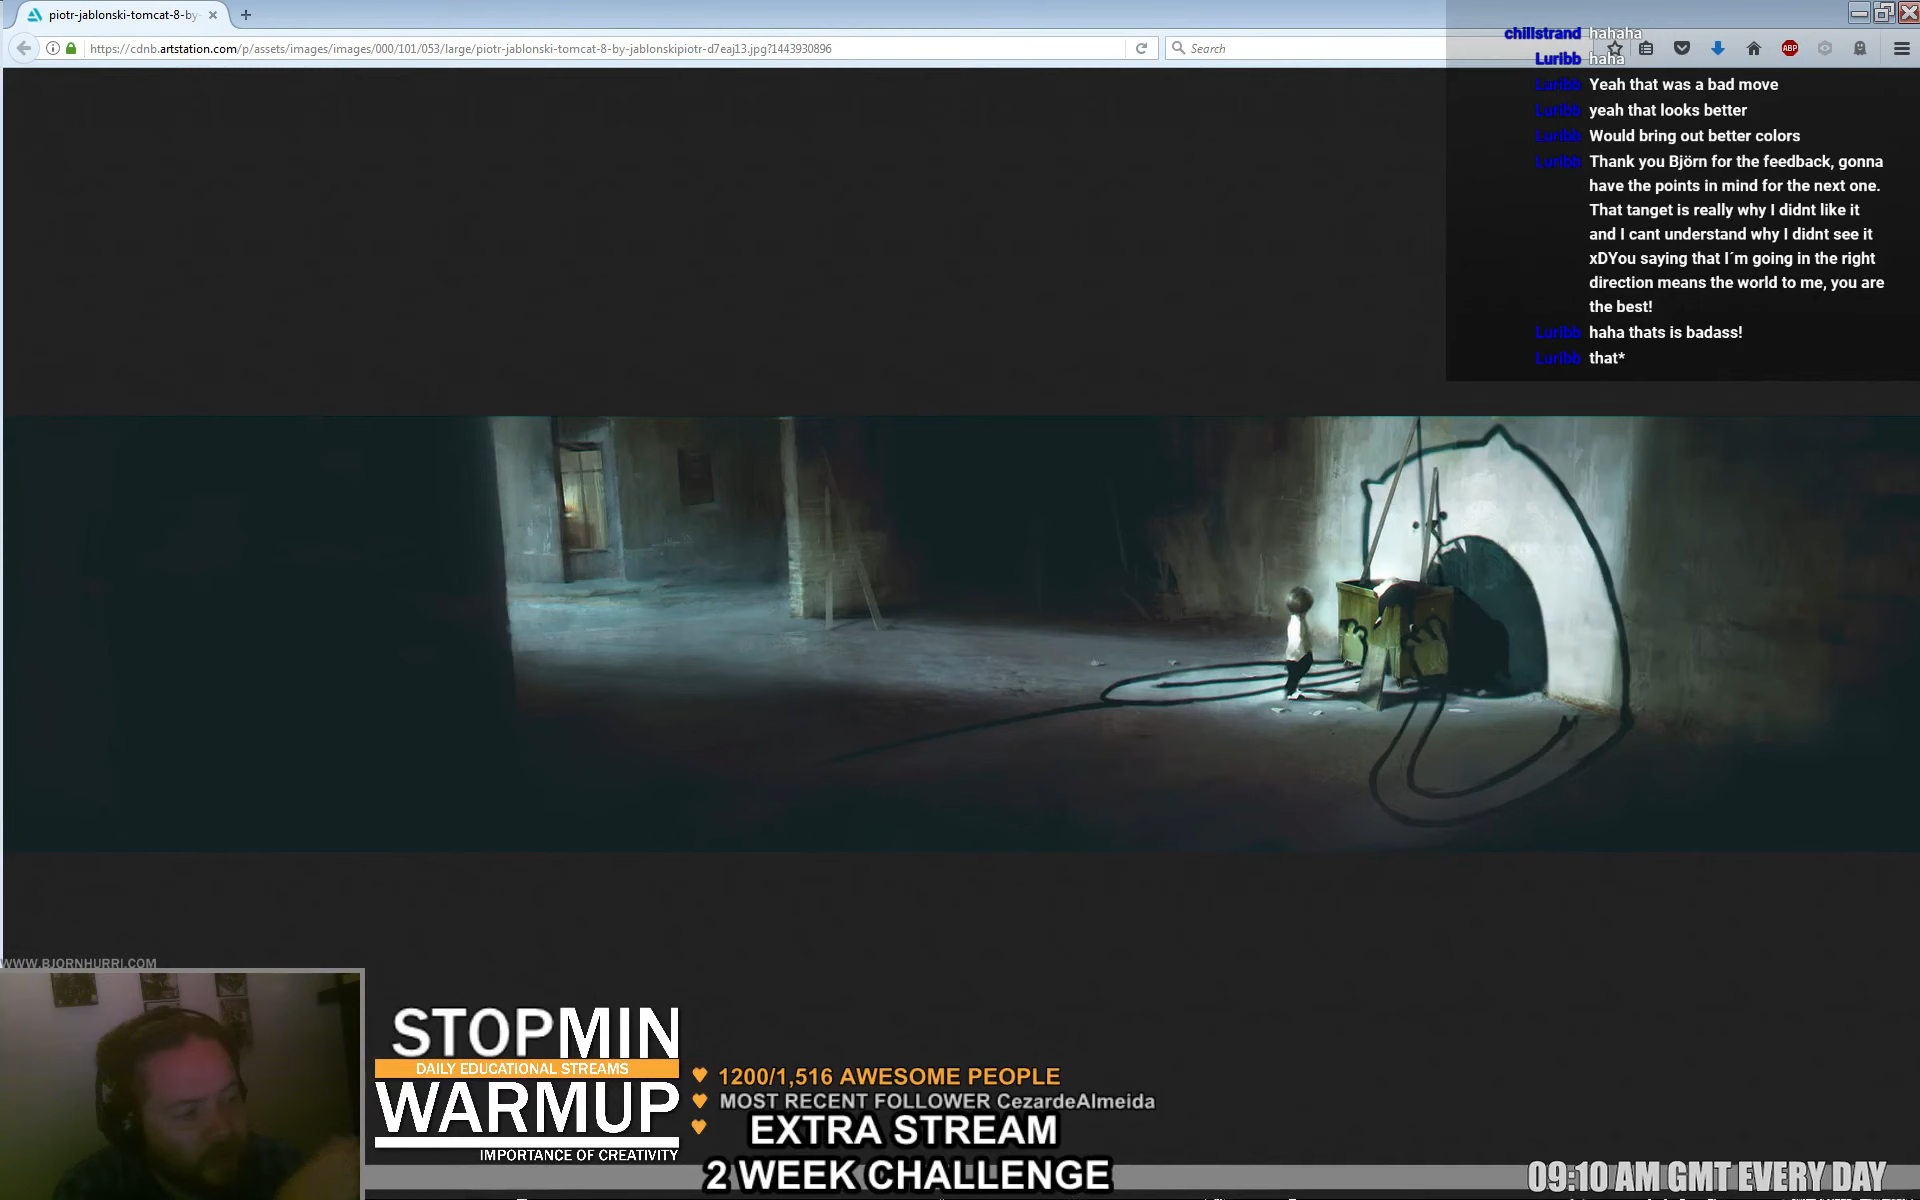 piotr-jablonski-tomcat-8-by-
https://cdnb.artstation.com/p/assets/images/images/000/101/053/large/piotr-jablonski-tomcat-8-by-jablonskipiotr-d7eaj13.jpg?1443930896
Search
ABP
chillstrand hahaha
Luribb haha
Luribb Yeah that was a bad move
Luribb yeah that looks better
Luribb Would bring out better colors
Luribb Thank you Björn for the feedback, gonna
have the points in mind for the next one.
That tanget is really why I didnt like it
and I cant understand why I didnt see it
xDYou saying that I´m going in the right
direction means the world to me, you are
the best!
Luribb haha thats is badass!
Luribb that*
WWW.BJORNHURRI.COM
STOPMIN
DAILY EDUCATIONAL STREAMS
WARMUP
IMPORTANCE OF CREATIVITY
1200/1,516 AWESOME PEOPLE
MOST RECENT FOLLOWER CezardeAlmeida
EXTRA STREAM
2 WEEK CHALLENGE
09:10 AM GMT EVERY DAY